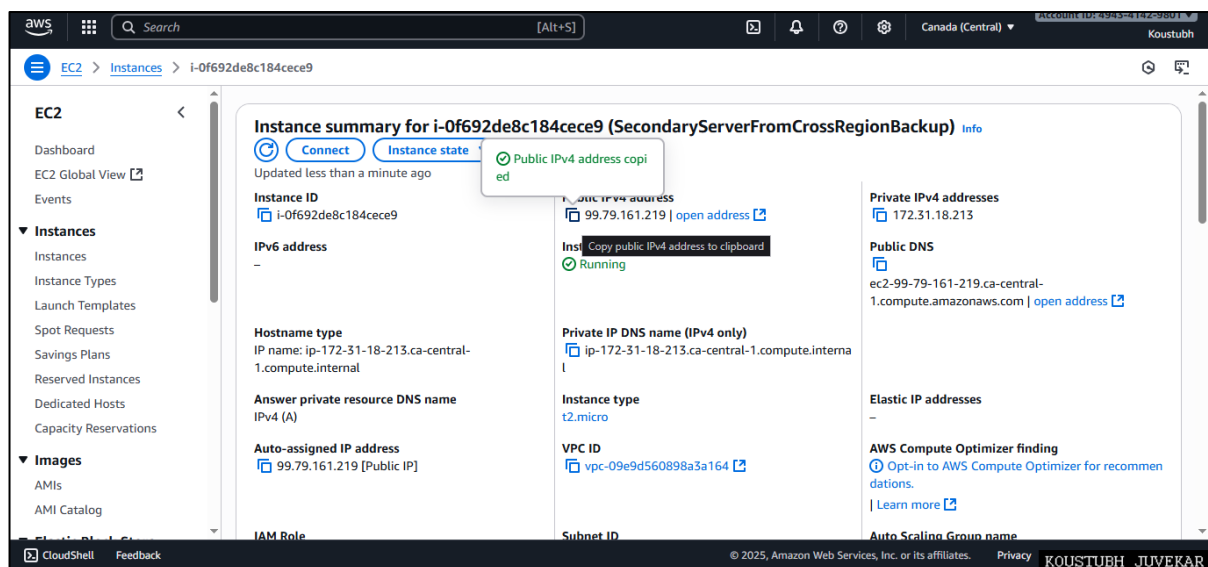 aws
Search
[Alt+S]
Canada (Central)
Account ID: 4943-4142-9801
Koustubh
EC2 > Instances > i-0f692de8c184cece9
EC2
Dashboard
EC2 Global View
Events
Instances
Instances
Instance Types
Launch Templates
Spot Requests
Savings Plans
Reserved Instances
Dedicated Hosts
Capacity Reservations
Images
AMIs
AMI Catalog
Instance summary for i-0f692de8c184cece9 (SecondaryServerFromCrossRegionBackup) Info
Connect
Instance state
Public IPv4 address copi
ed
Updated less than a minute ago
Instance ID
i-0f692de8c184cece9
Public IPv4 address
99.79.161.219 | open address
Copy public IPv4 address to clipboard
Private IPv4 addresses
172.31.18.213
IPv6 address
–
Inst
Running
Public DNS
ec2-99-79-161-219.ca-central-
1.compute.amazonaws.com | open address
Hostname type
IP name: ip-172-31-18-213.ca-central-
1.compute.internal
Private IP DNS name (IPv4 only)
ip-172-31-18-213.ca-central-1.compute.interna
l
Answer private resource DNS name
IPv4 (A)
Instance type
t2.micro
Elastic IP addresses
–
Auto-assigned IP address
99.79.161.219 [Public IP]
VPC ID
vpc-09e9d560898a3a164
AWS Compute Optimizer finding
Opt-in to AWS Compute Optimizer for recommen
dations.
| Learn more
IAM Role
Subnet ID
Auto Scaling Group name
CloudShell
Feedback
© 2025, Amazon Web Services, Inc. or its affiliates.
Privacy
KOUSTUBH JUVEKAR